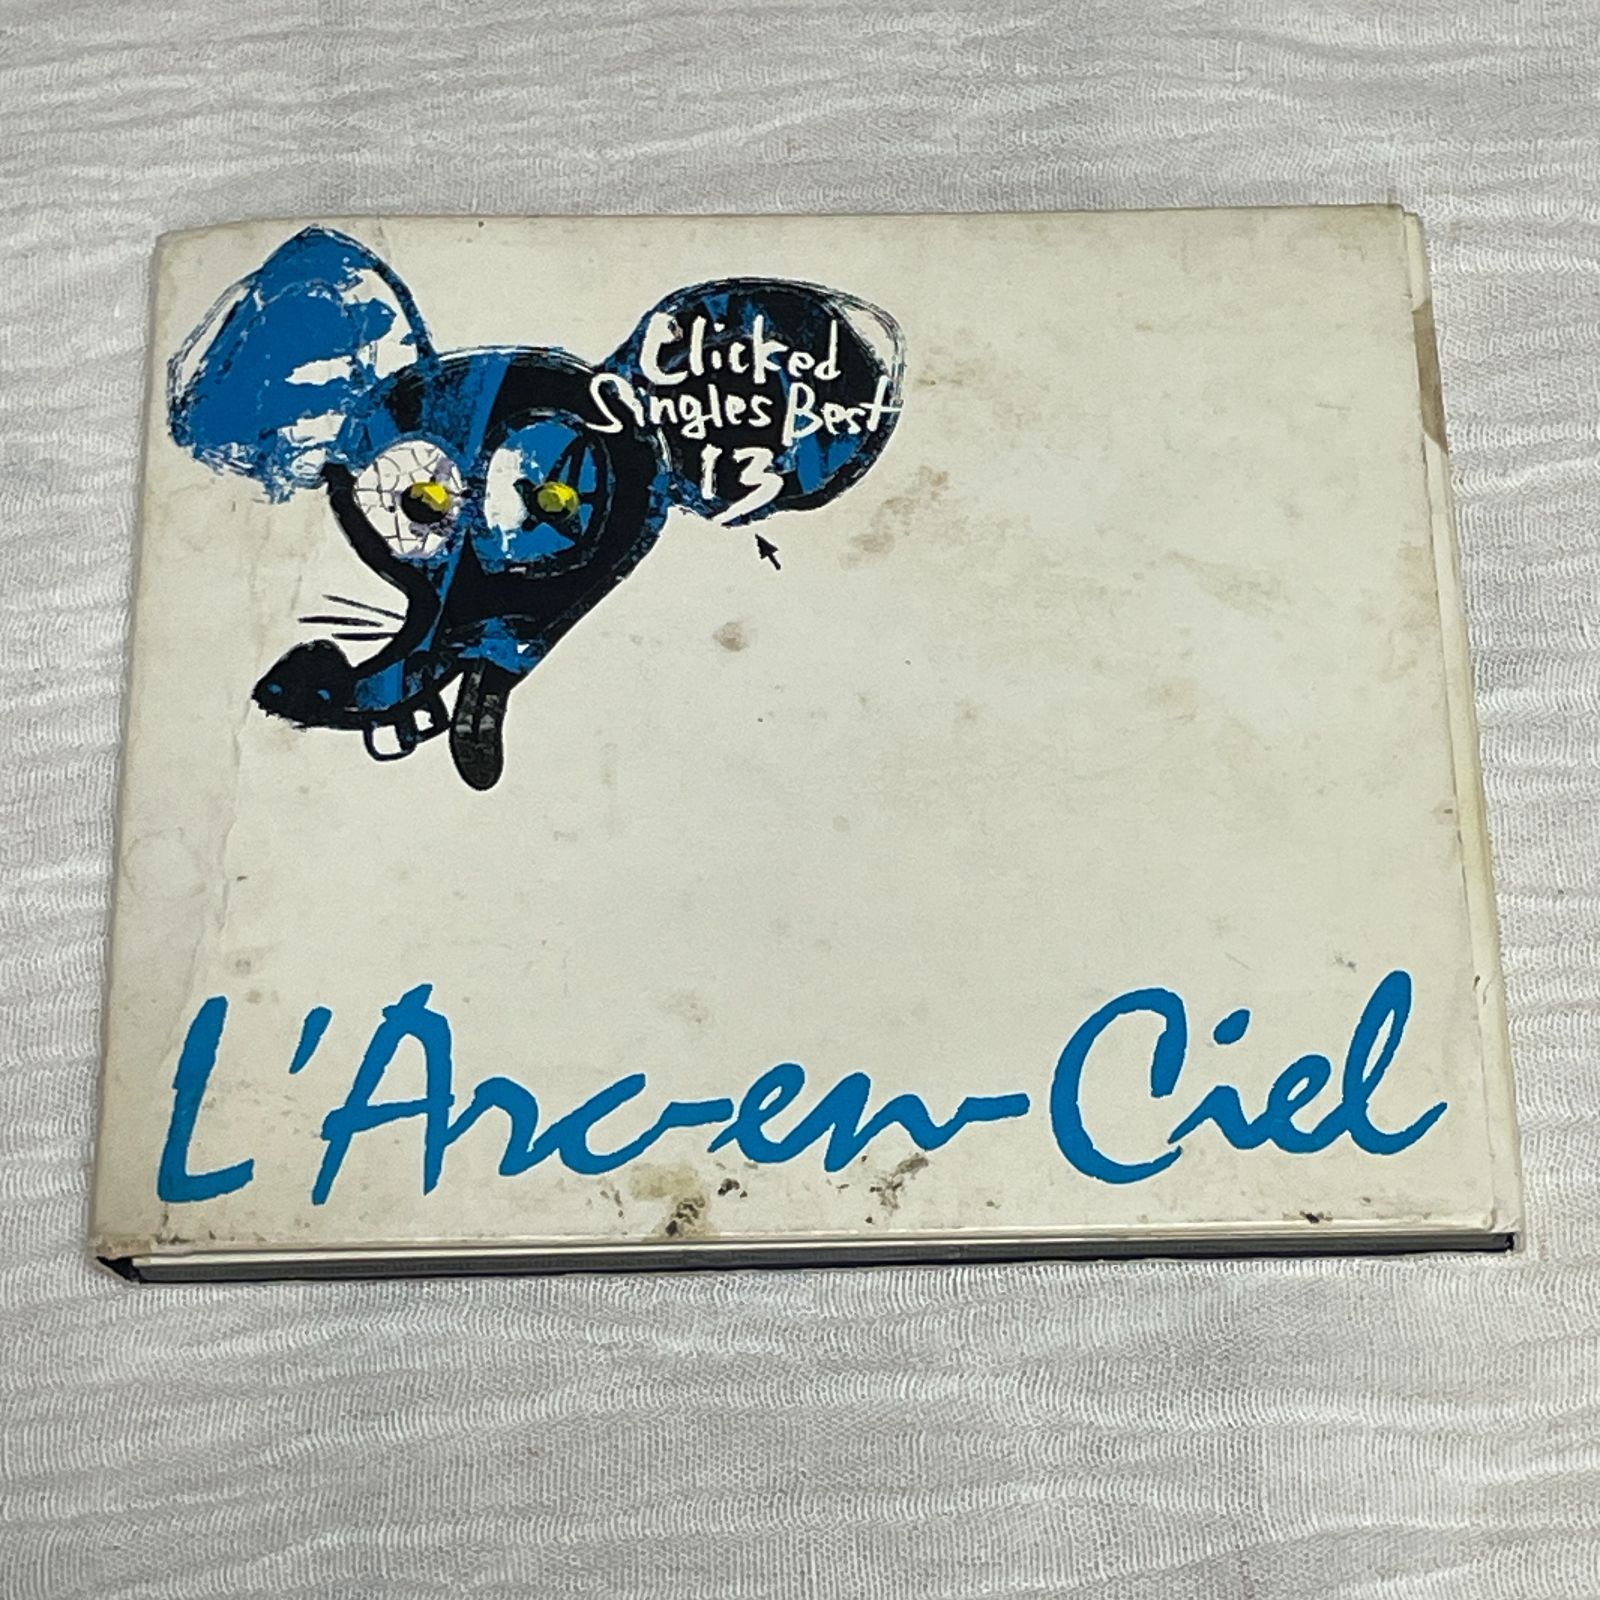 Clicked
Singles Best
13
L'Arc-en-Ciel